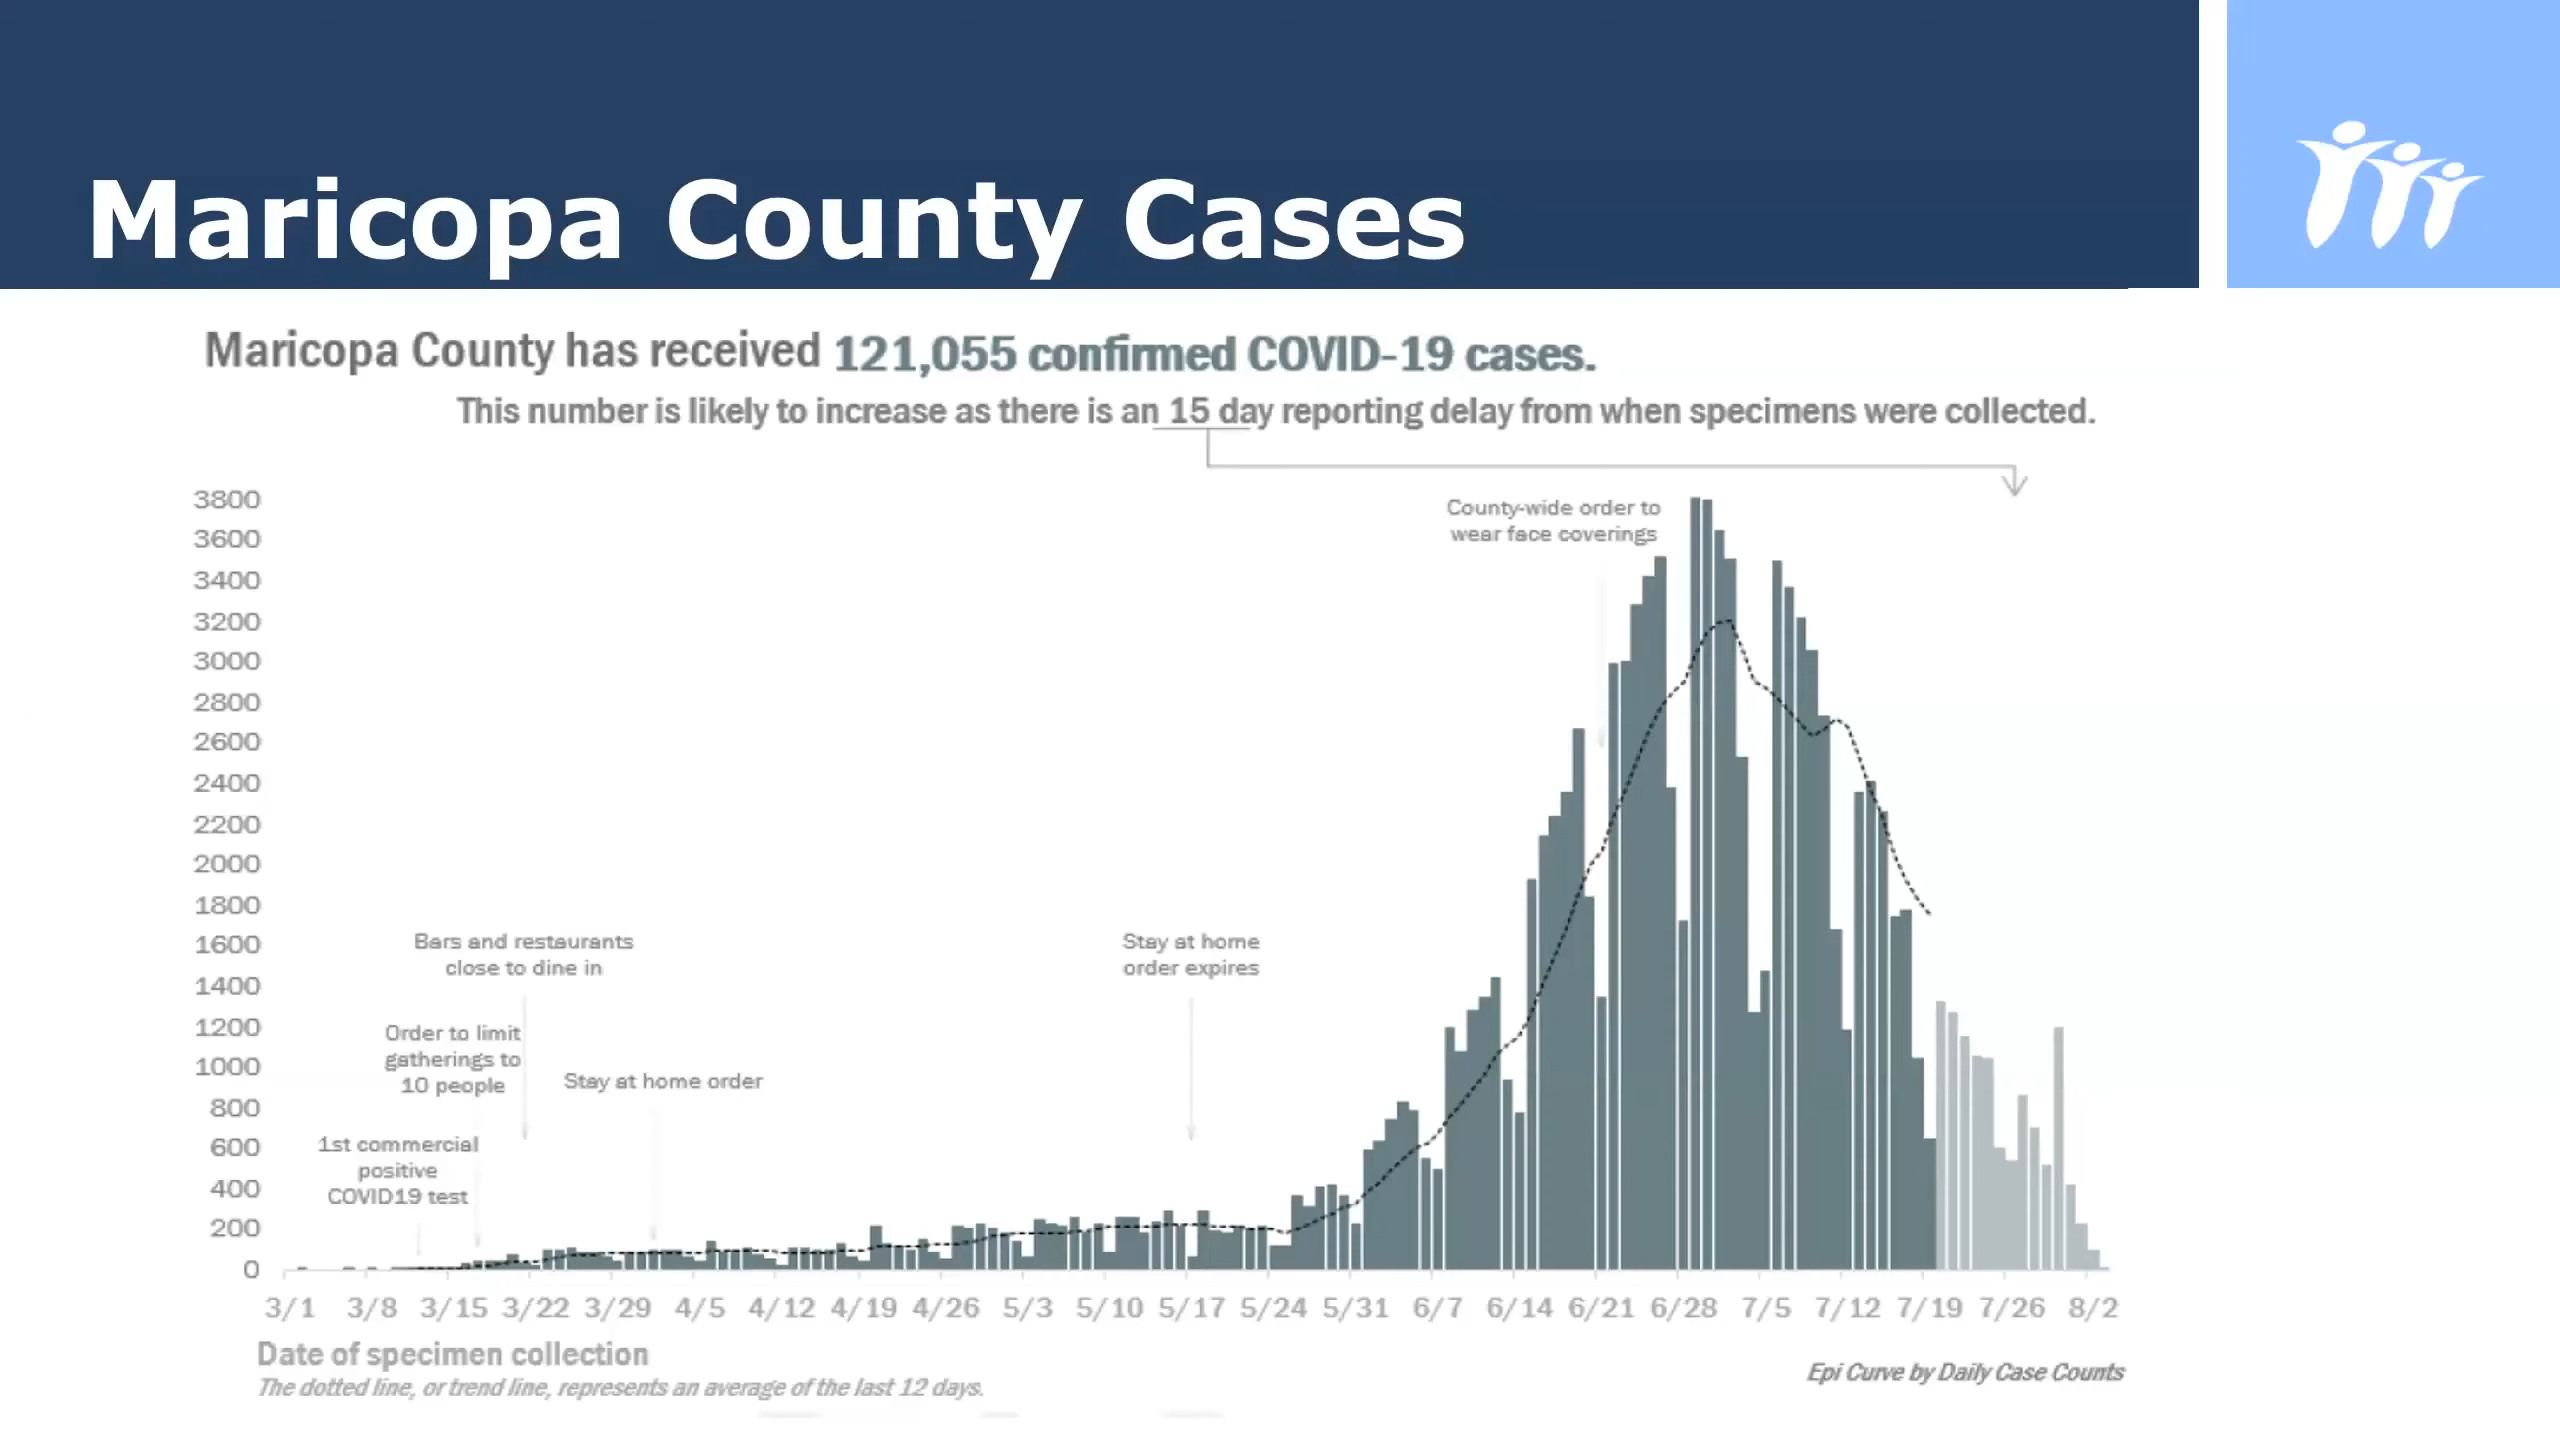 Maricopa County Cases
Maricopa County has received 121,055 confirmed COVID-19 cases.
This number is likely to increase as there is an 15 day reporting delay from when specimens were collected.
3800
3600
3400
3200
3000
2800
2600
2400
2200
2000
1800
1600
1400
1200
1000
800
600
400
200
0
County-wide order to
wear face coverings
Bars and restaurants
close to dine in
Stay at home
order expires
Order to limit
gatherings to
10 people
Stay at home order
1st commercial
positive
COVID19 test
3/1 3/8 3/15 3/22 3/29 4/5 4/12 4/19 4/26 5/3 5/10 5/17 5/24 5/31 6/7 6/14 6/21 6/28 7/5 7/12 7/19 7/26 8/2
Date of specimen collection
The dotted line, or trend line, represents an average of the last 12 days.
Epi Curve by Daily Case Counts